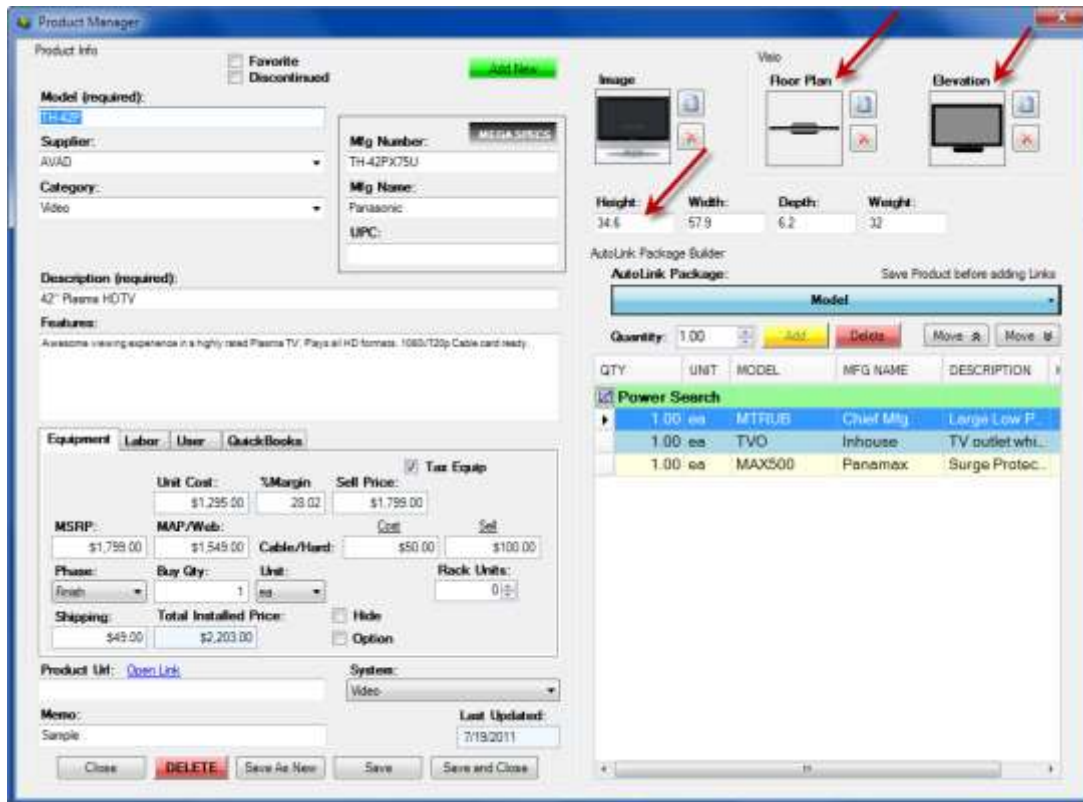 Product Manager
Product Info
Favorite
Discontinued
Add New
Model (required):
TH-42P
Supplier:
AVAD
Category:
Video
MEGASPECS
Mfg Number:
TH-42PX75U
Mfg Name:
Panasonic
UPC:
Description (required):
42" Plasma HDTV
Features:
Awesome viewing experience in a highly rated Plasma TV. Plays all HD formats. 1080i/720p Cable card ready.
Equipment Labor User QuickBooks
Tax Equip
Unit Cost: %Margin Sell Price:
$1,295.00 28.02 $1,799.00
MSRP: MAP/Web: Cost Sell
$1,799.00 $1,549.00 Cable/Hard: $50.00 $100.00
Phase: Buy Qty: Unit: Rack Units:
Finish 1 ea 0
Shipping: Total Installed Price: Hide
$49.00 $2,203.00 Option
Product Url: Open Link System:
Video
Memo: Last Updated:
Sample 7/19/2011
Close DELETE Save As New Save Save and Close
Visio
Image Floor Plan Elevation
Height: Width: Depth: Weight:
34.6 57.9 6.2 32
AutoLink Package Builder
AutoLink Package: Save Product before adding Links
Model
Quantity: 1.00 Add Delete Move Move
QTY UNIT MODEL MFG NAME DESCRIPTION
Power Search
1.00 ea MTRUB Chief Mfg Large Low P...
1.00 ea TVO Inhouse TV outlet whi...
1.00 ea MAX500 Panamax Surge Protec...